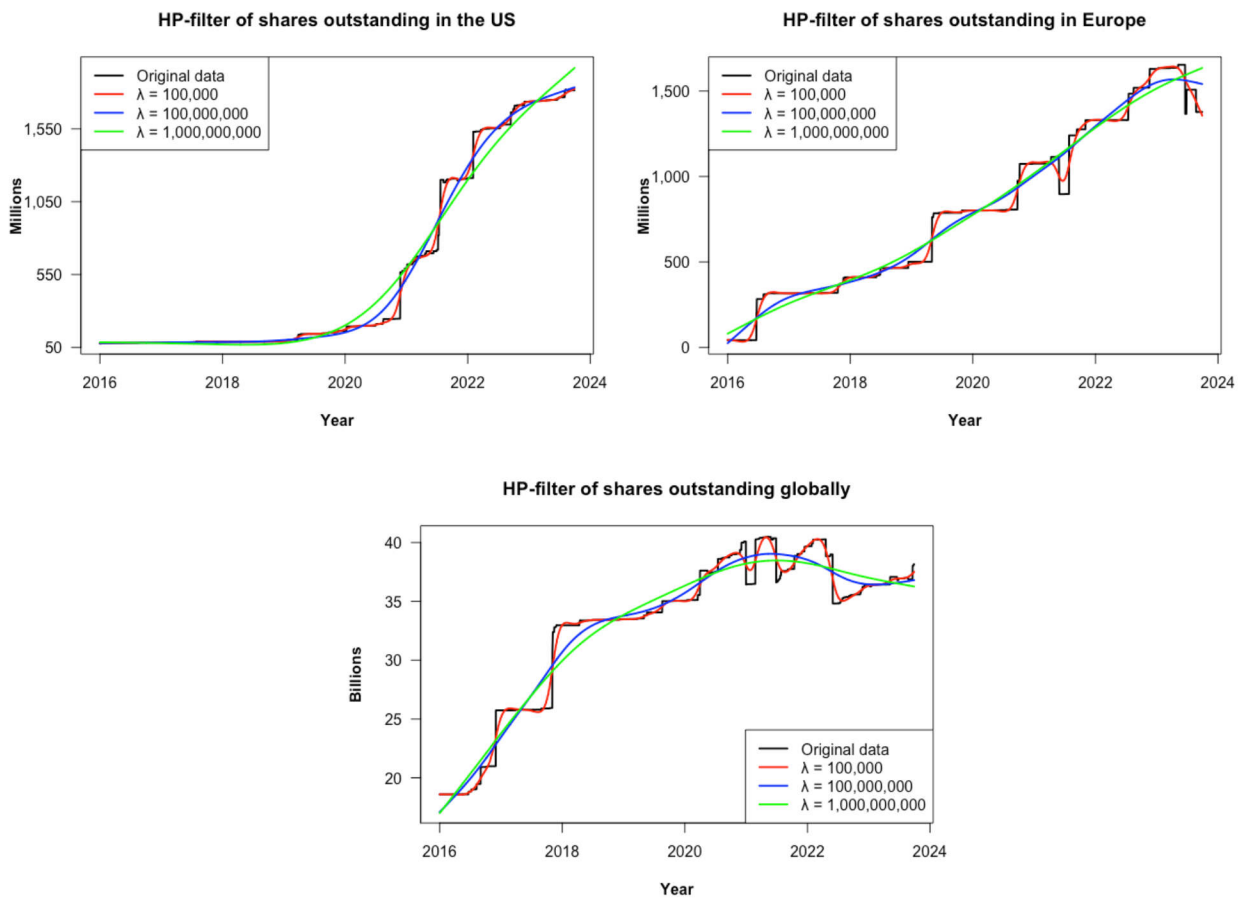 HP-filter of shares outstanding in the US
Original data
λ = 100,000
λ = 100,000,000
λ = 1,000,000,000
1,550
1,050
550
50
Millions
2016
2018
2020
2022
2024
Year
HP-filter of shares outstanding in Europe
Original data
λ = 100,000
λ = 100,000,000
λ = 1,000,000,000
1,500
1,000
500
0
Millions
2016
2018
2020
2022
2024
Year
HP-filter of shares outstanding globally
40
35
30
25
20
Billions
Original data
λ = 100,000
λ = 100,000,000
λ = 1,000,000,000
2016
2018
2020
2022
2024
Year